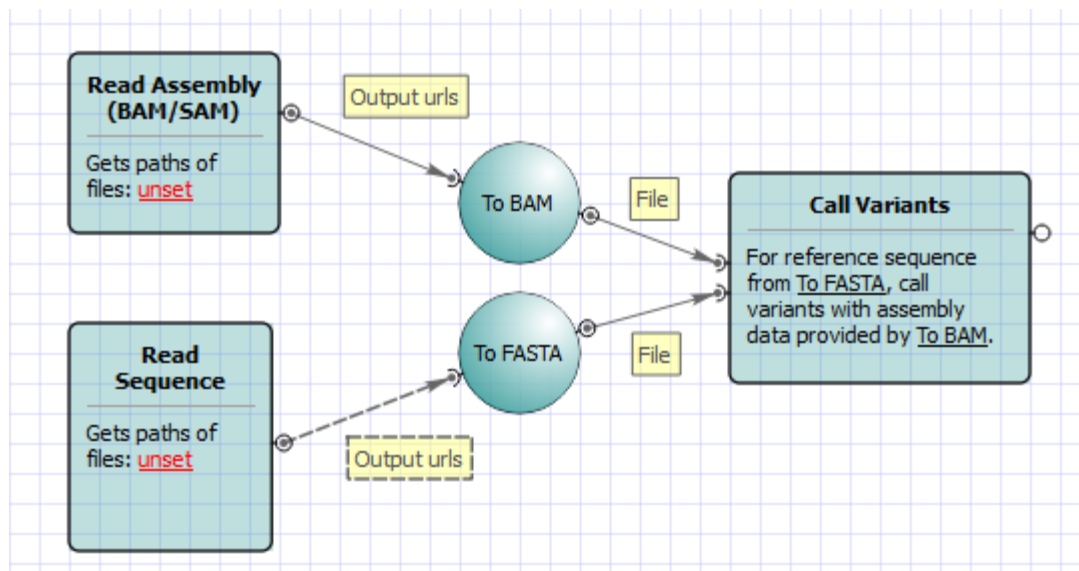 Read Assembly
(BAM/SAM)
Gets paths of
files: unset
Output urls
To BAM
File
Call Variants
For reference sequence
from To FASTA, call
variants with assembly
data provided by To BAM.
Read
Sequence
Gets paths of
files: unset
Output urls
To FASTA
File